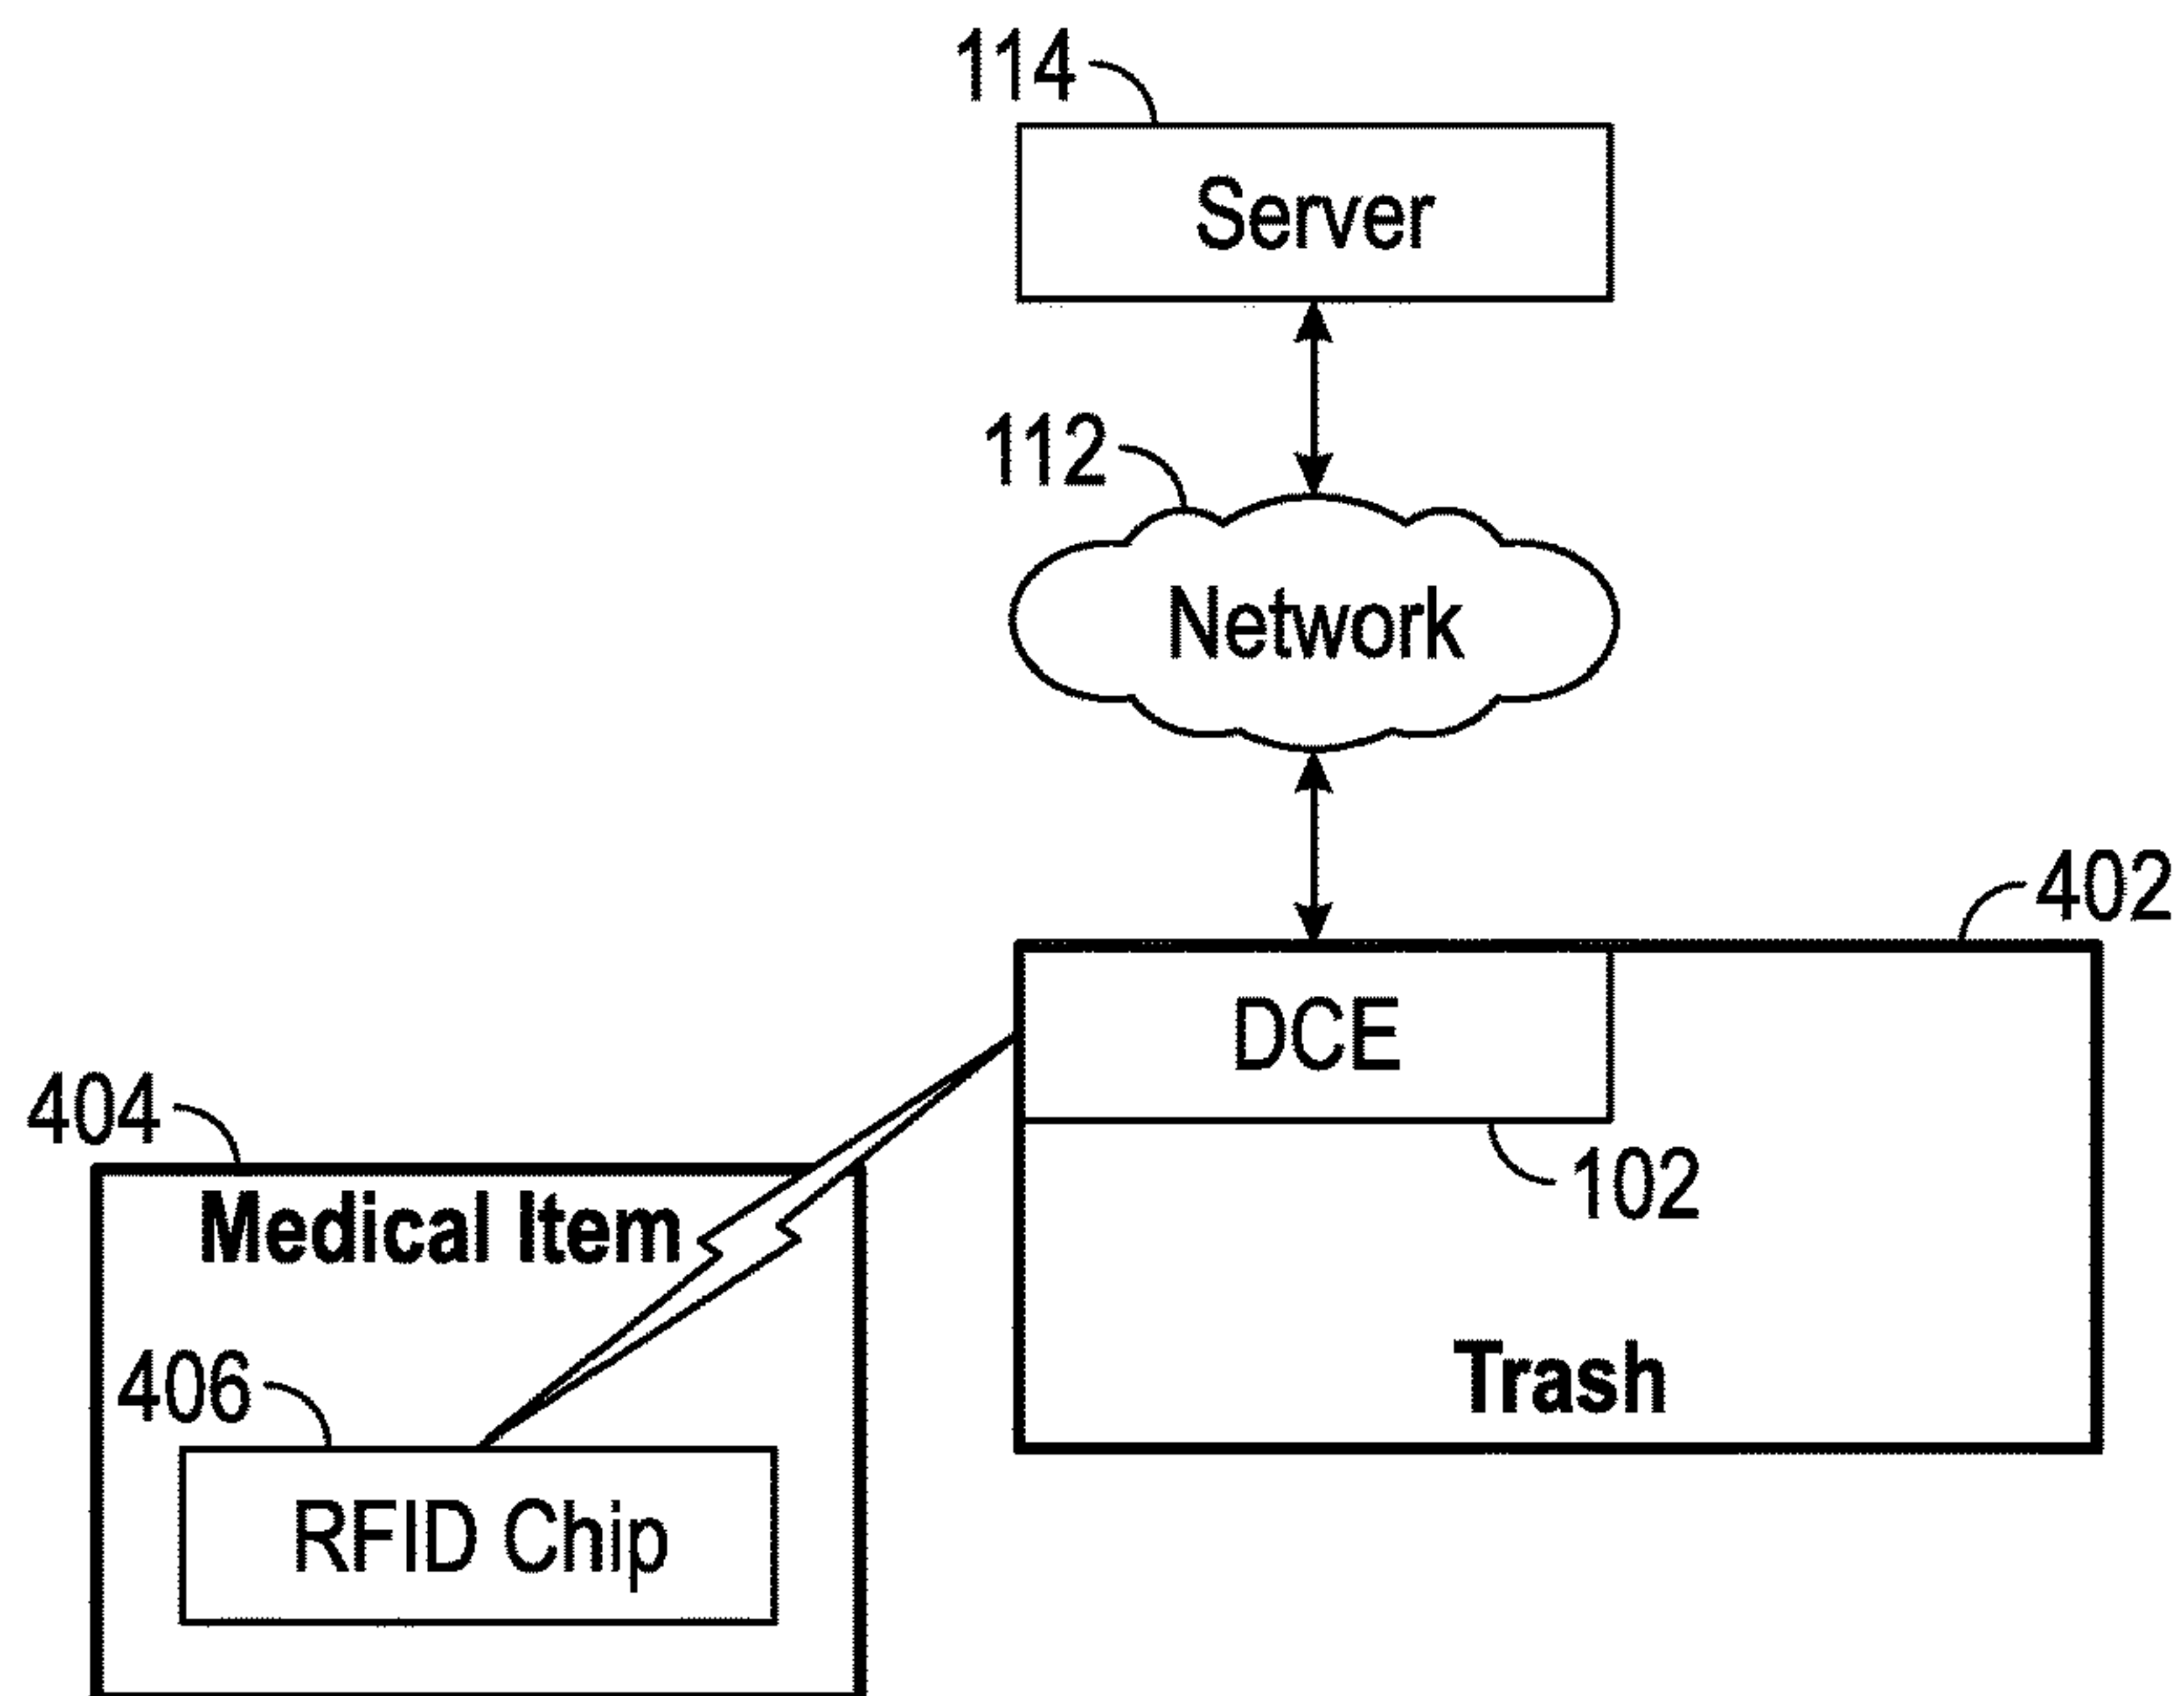 114
Server
112
Network
402
DCE
404
102
Medical Item
Trash
406
RFID Chip